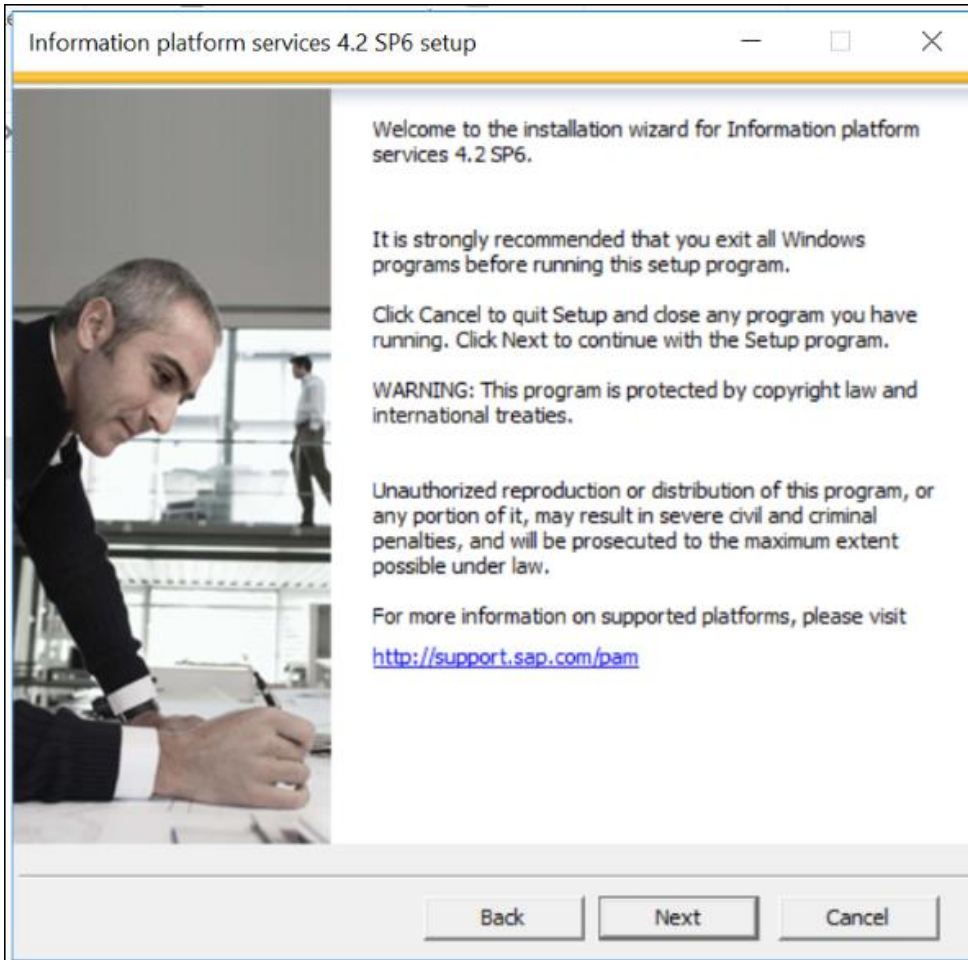 Information platform services 4.2 SP6 setup
Welcome to the installation wizard for Information platform
services 4.2 SP6.
It is strongly recommended that you exit all Windows
programs before running this setup program.
Click Cancel to quit Setup and close any program you have
running. Click Next to continue with the Setup program.
WARNING: This program is protected by copyright law and
international treaties.
Unauthorized reproduction or distribution of this program, or
any portion of it, may result in severe civil and criminal
penalties, and will be prosecuted to the maximum extent
possible under law.
For more information on supported platforms, please visit
http://support.sap.com/pam
Back Next Cancel